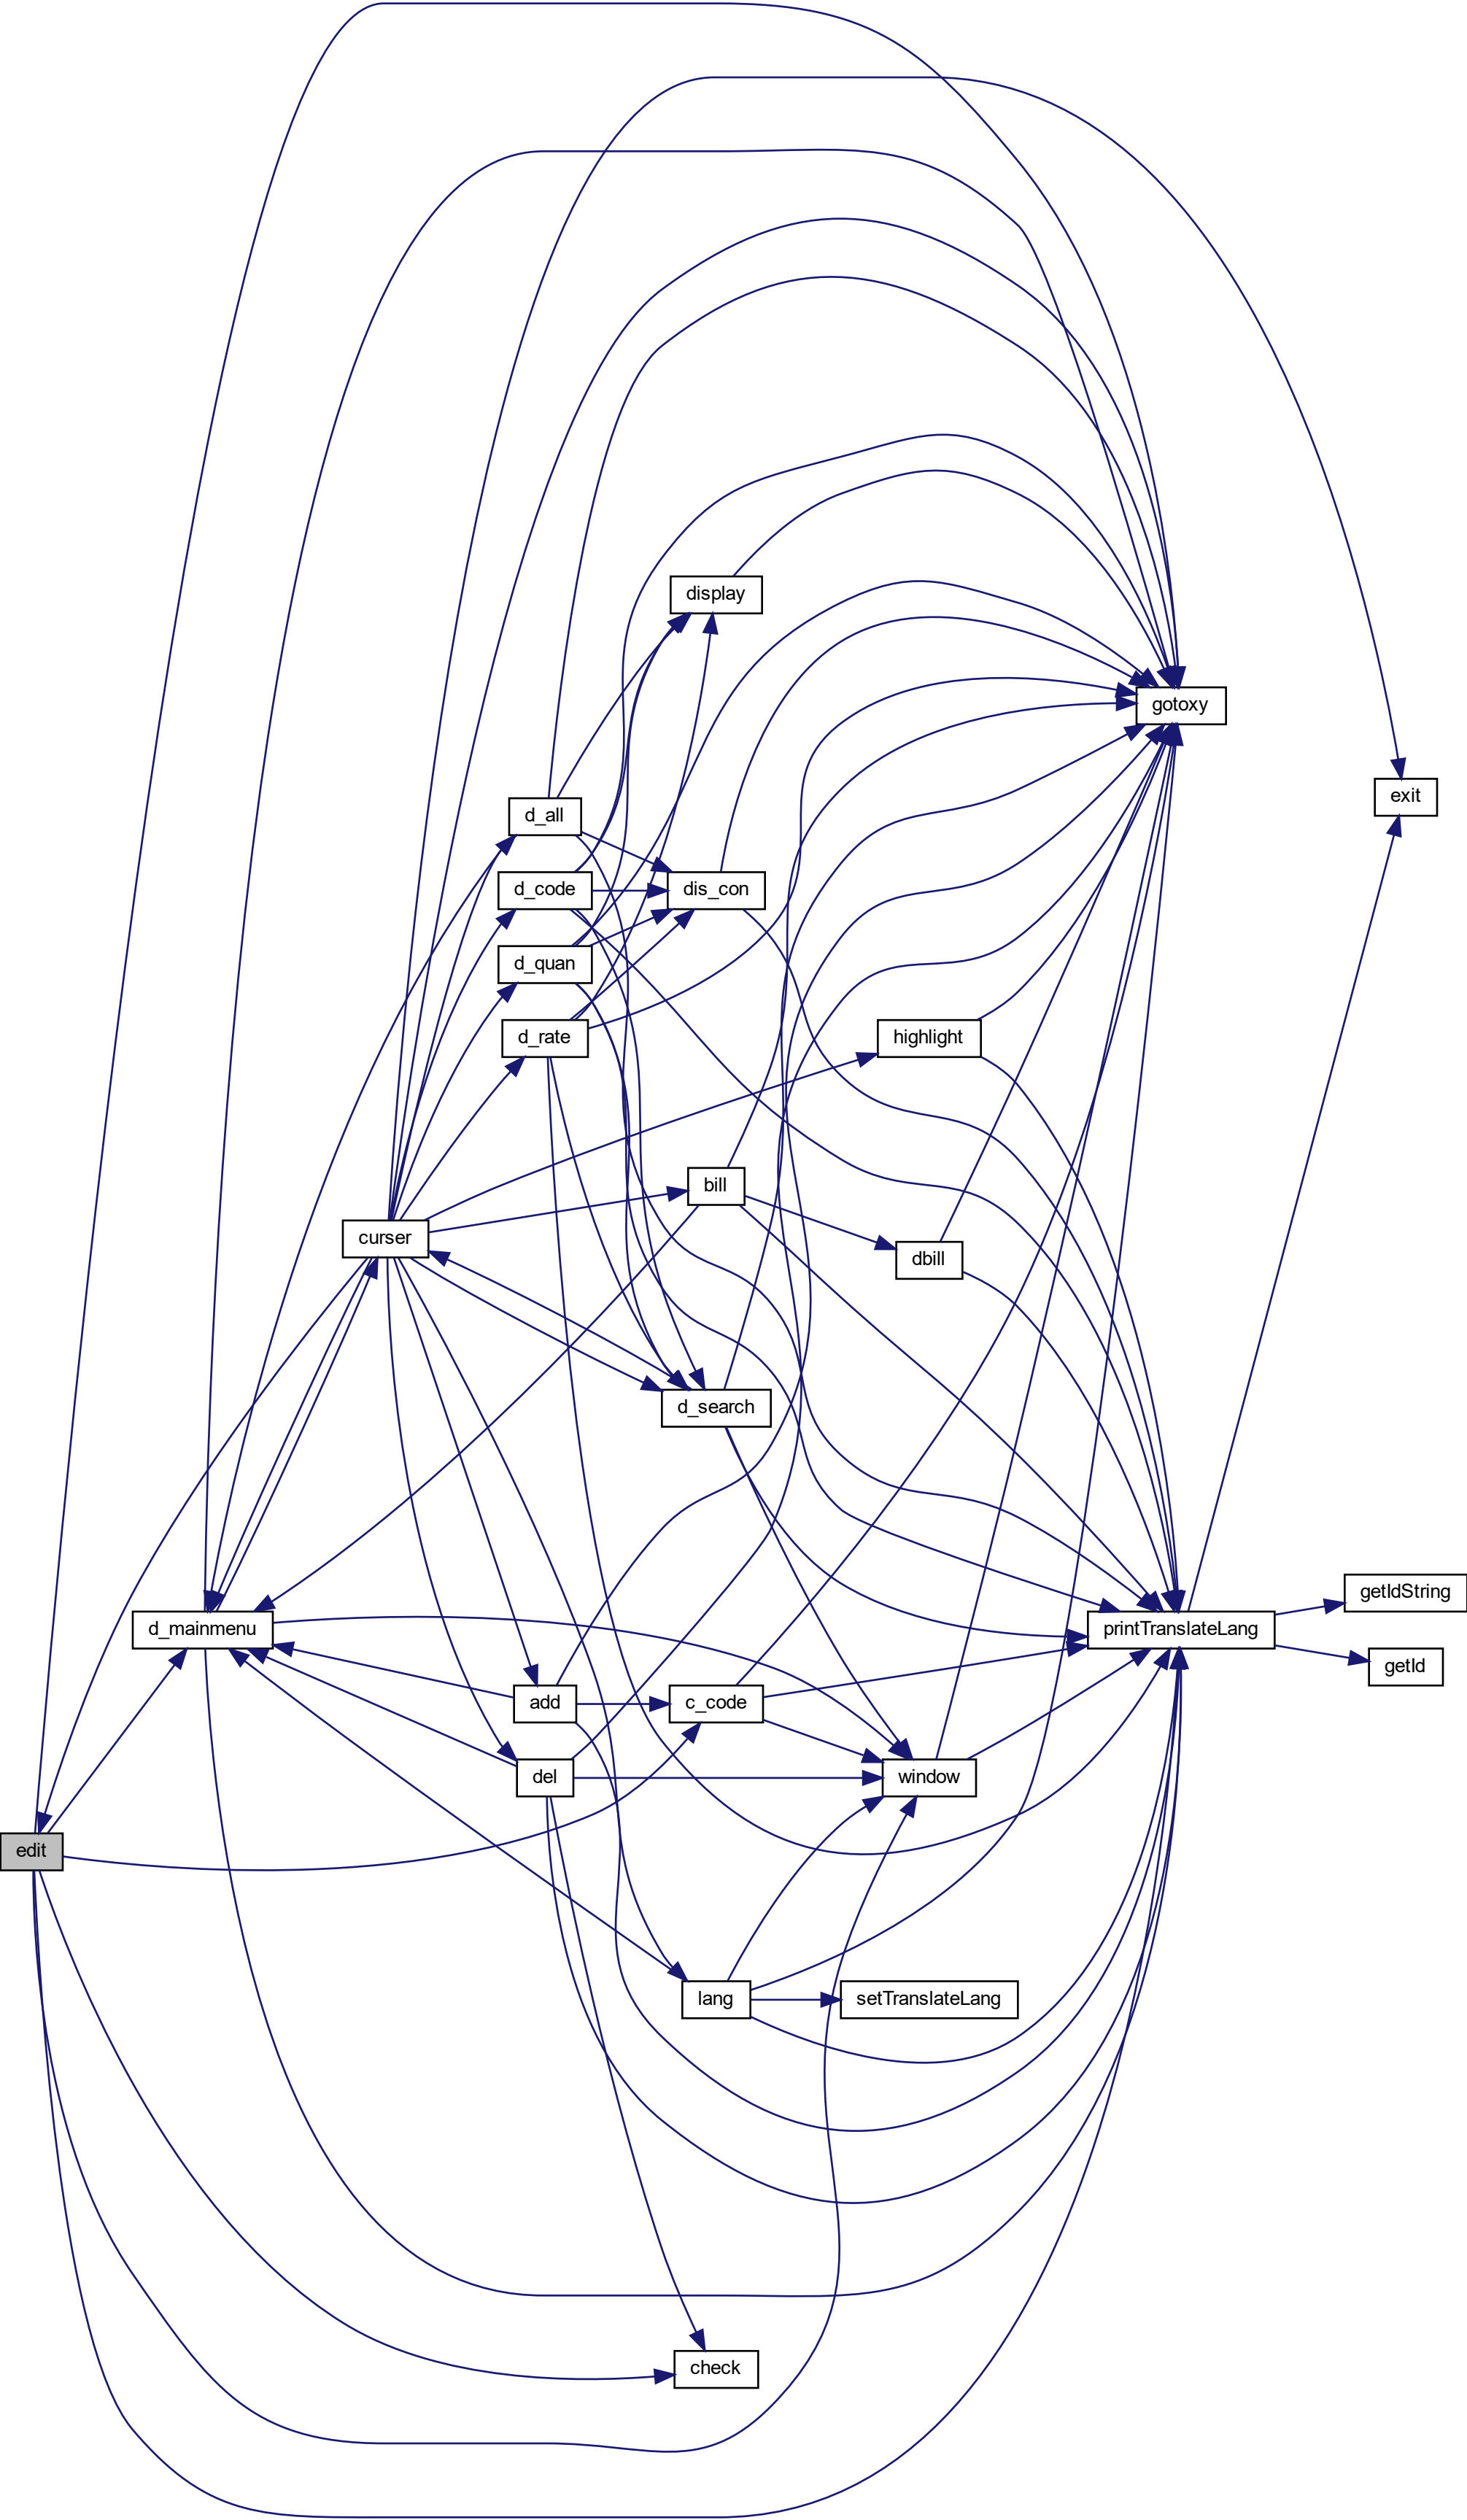 display
gotoxy
exit
d_all
d_code
dis_con
d_quan
d_rate
highlight
bill
curser
dbill
d_search
getIdString
d_mainmenu
printTranslateLang
getId
add
c_code
del
window
edit
lang
setTranslateLang
check